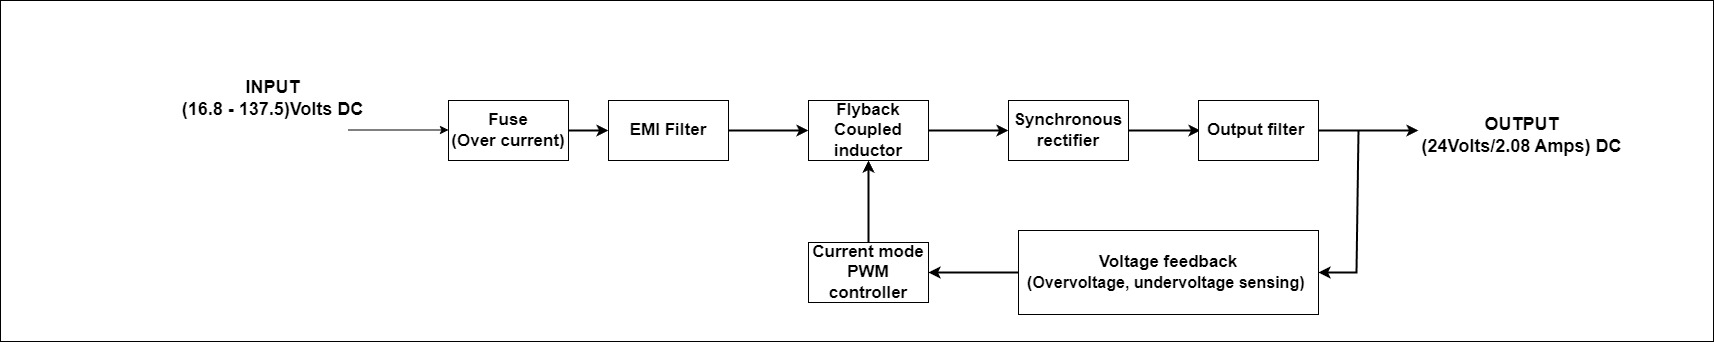 INPUT
(16.8 - 137.5)Volts DC
Fuse
(Over current)
EMI Filter
Flyback
Coupled
inductor
Synchronous
rectifier
Output filter
OUTPUT
(24Volts/2.08 Amps) DC
Current mode
PWM
controller
Voltage feedback
(Overvoltage, undervoltage sensing)